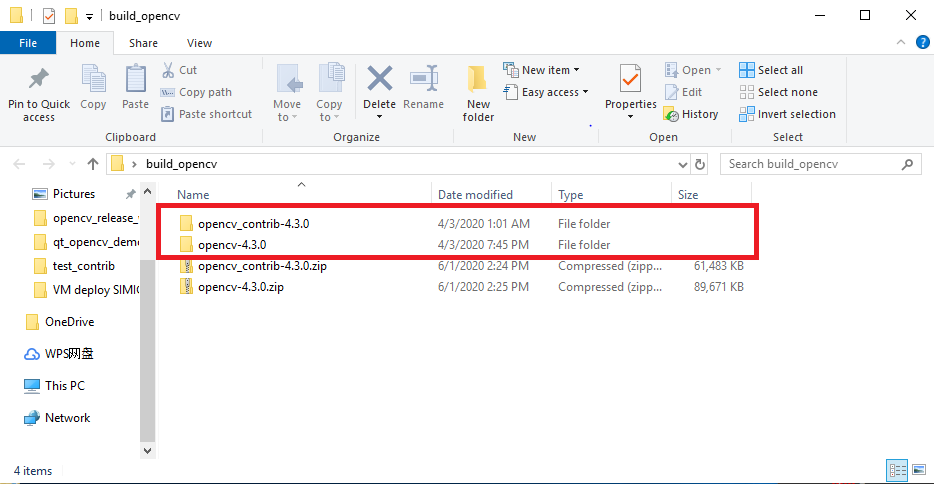 build_opencv
File Home Share View
Pin to Quick access
Copy
Paste
Cut
Copy path
Paste shortcut
Clipboard
Move to
Copy to
Delete
Rename
Organize
New folder
New item
Easy access
New
Properties
Open
Edit
History
Open
Select all
Select none
Invert selection
Select
build_opencv
Search build_opencv
Pictures
opencv_release_
qt_opencv_demo
test_contrib
VM deploy SIMIC
OneDrive
WPS网盘
This PC
Network
Name Date modified Type Size
opencv_contrib-4.3.0 4/3/2020 1:01 AM File folder
opencv-4.3.0 4/3/2020 7:45 PM File folder
opencv_contrib-4.3.0.zip 6/1/2020 2:24 PM Compressed (zipp... 61,483 KB
opencv-4.3.0.zip 6/1/2020 2:25 PM Compressed (zipp... 89,671 KB
4 items